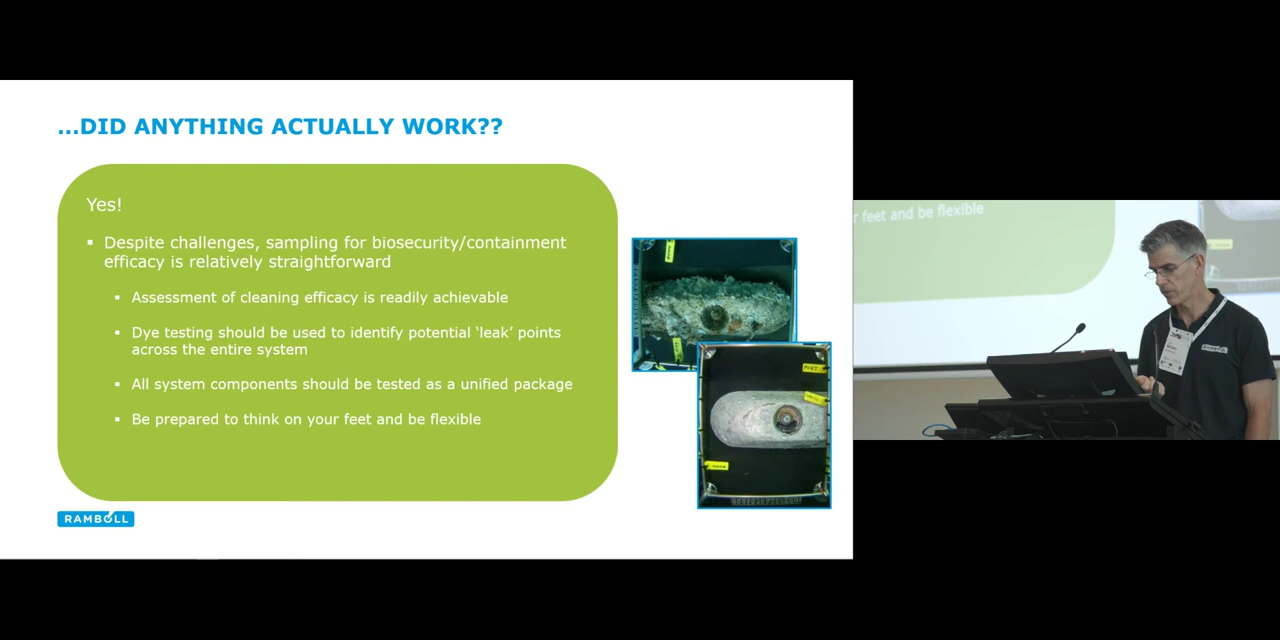 ...DID ANYTHING ACTUALLY WORK??
Yes!
▪ Despite challenges, sampling for biosecurity/containment
efficacy is relatively straightforward
▪ Assessment of cleaning efficacy is readily achievable
▪ Dye testing should be used to identify potential 'leak' points
across the entire system
▪ All system components should be tested as a unified package
▪ Be prepared to think on your feet and be flexible
RAMBOLL
r feet and be flexible